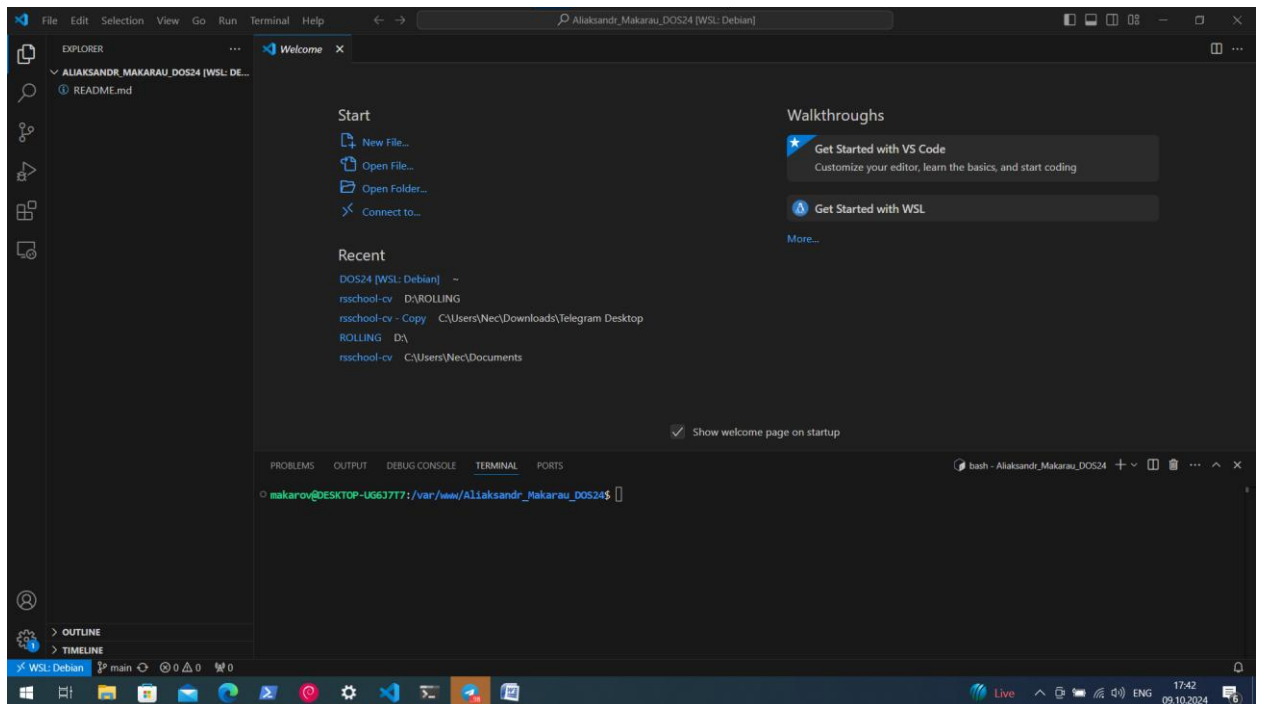 File Edit Selection View Go Run Terminal Help
Aliaksandr_Makarau_DOS24 [WSL: Debian]
EXPLORER
Welcome
ALIAKSANDR_MAKARAU_DOS24 [WSL: DE...
README.md
Start
New File...
Open File...
Open Folder...
Connect to...
Recent
DOS24 [WSL: Debian] ~
rsschool-cv D:\ROLLING
rsschool-cv - Copy C:\Users\Nec\Downloads\Telegram Desktop
ROLLING D:\
rsschool-cv C:\Users\Nec\Documents
Walkthroughs
Get Started with VS Code
Customize your editor, learn the basics, and start coding
Get Started with WSL
More...
Show welcome page on startup
PROBLEMS OUTPUT DEBUG CONSOLE TERMINAL PORTS
bash - Aliaksandr_Makarau_DOS24
makarov@DESKTOP-UG6J7T7:/var/www/Aliaksandr_Makarau_DOS24$
OUTLINE
TIMELINE
1
WSL: Debian main 0 0 0
Live ENG 17:42
09.10.2024
6